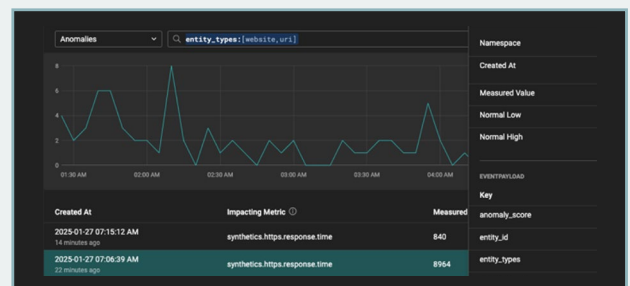 Anomalies
entity_types:[website,uri]
8
6
4
2
0
01:30 AM 02:00 AM 02:30 AM 03:00 AM 03:30 AM 04:00 AM
Created At Impacting Metric Measured
2025-01-27 07:15:12 AM
14 minutes ago
synthetics.https.response.time 840
2025-01-27 07:06:39 AM
22 minutes ago
synthetics.https.response.time 8964
Namespace
Created At
Measured Value
Normal Low
Normal High
EVENTPAYLOAD
Key
anomaly_score
entity_id
entity_types